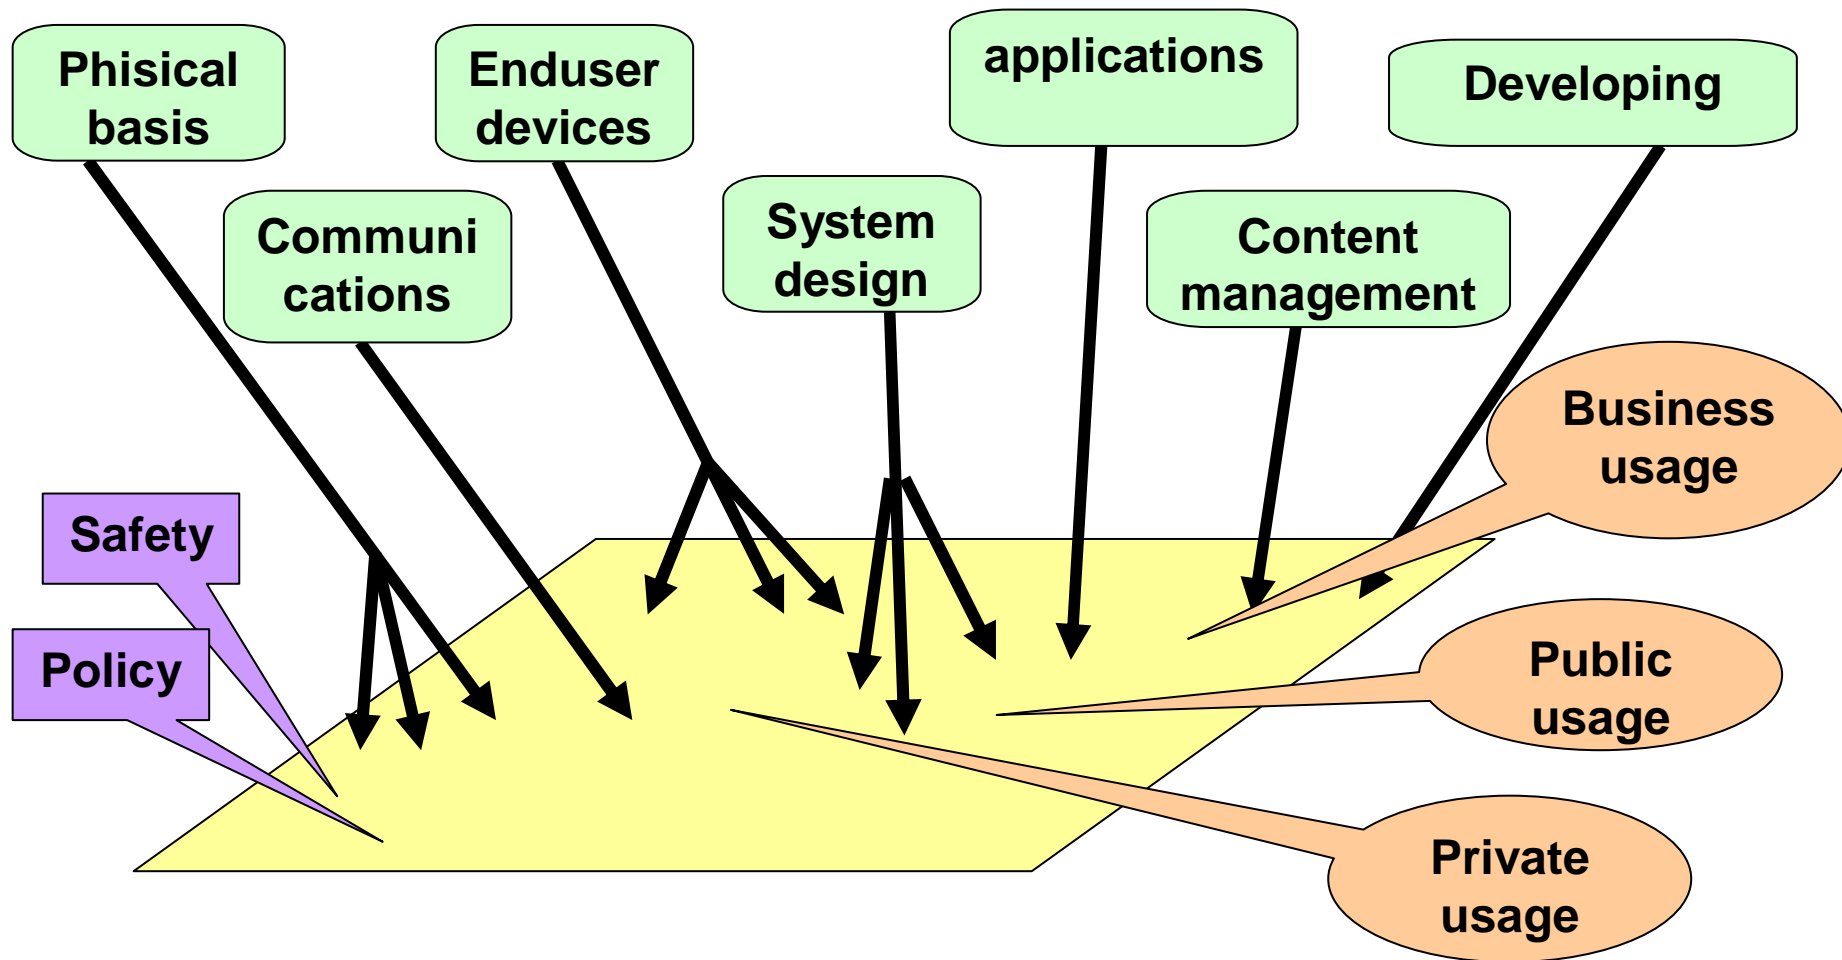 Phisical
basis
Enduser
devices
applications
Developing
Communi
cations
System
design
Content
management
Business
usage
Safety
Policy
Public
usage
Private
usage